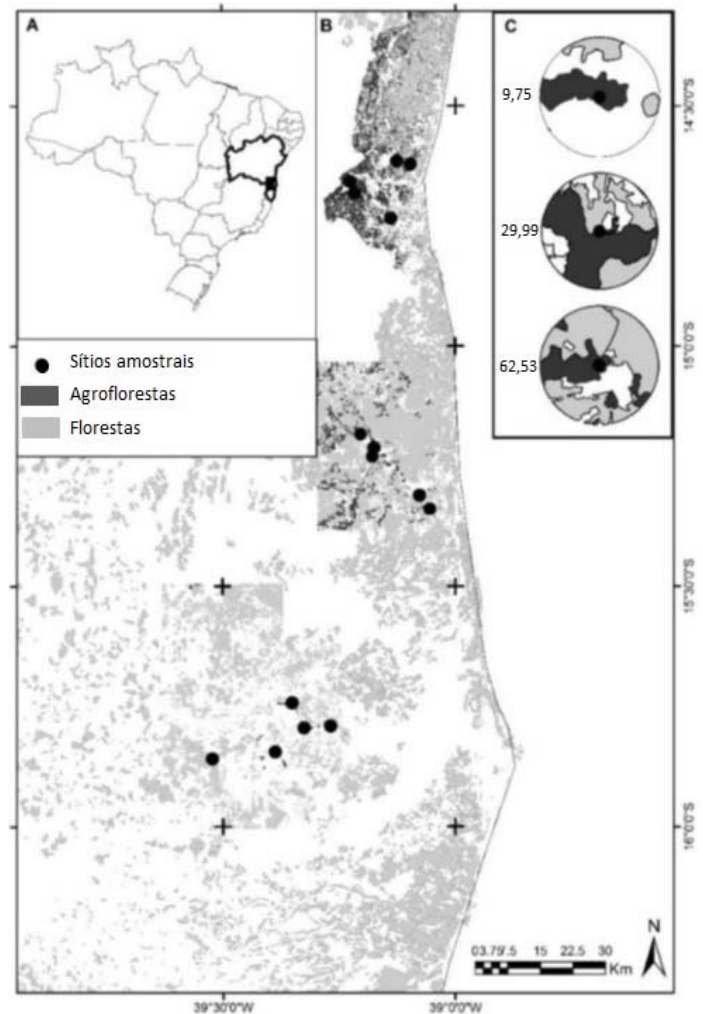 A
B
C
9,75
29,99
62,53
Sítios amostrais
Agroflorestas
Florestas
14°30'0"S
15°0'0"S
15°30'0"S
16°0'0"S
39°30'0"W
39°0'0"W
N
03.757.5 15 22.5 30
Km